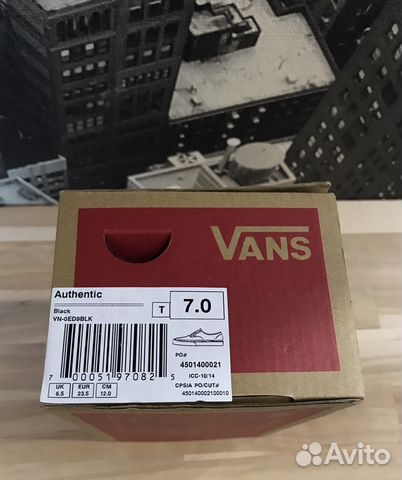 VANS
Authentic
Black
VN-0ED9BLK
T
7.0
PO#
4501400021
ICC-10/14
CPSIA PO/CUT#
450140002100010
7 00051 97082 5
UK EUR CM
6.5 23.5 12.0
Avito